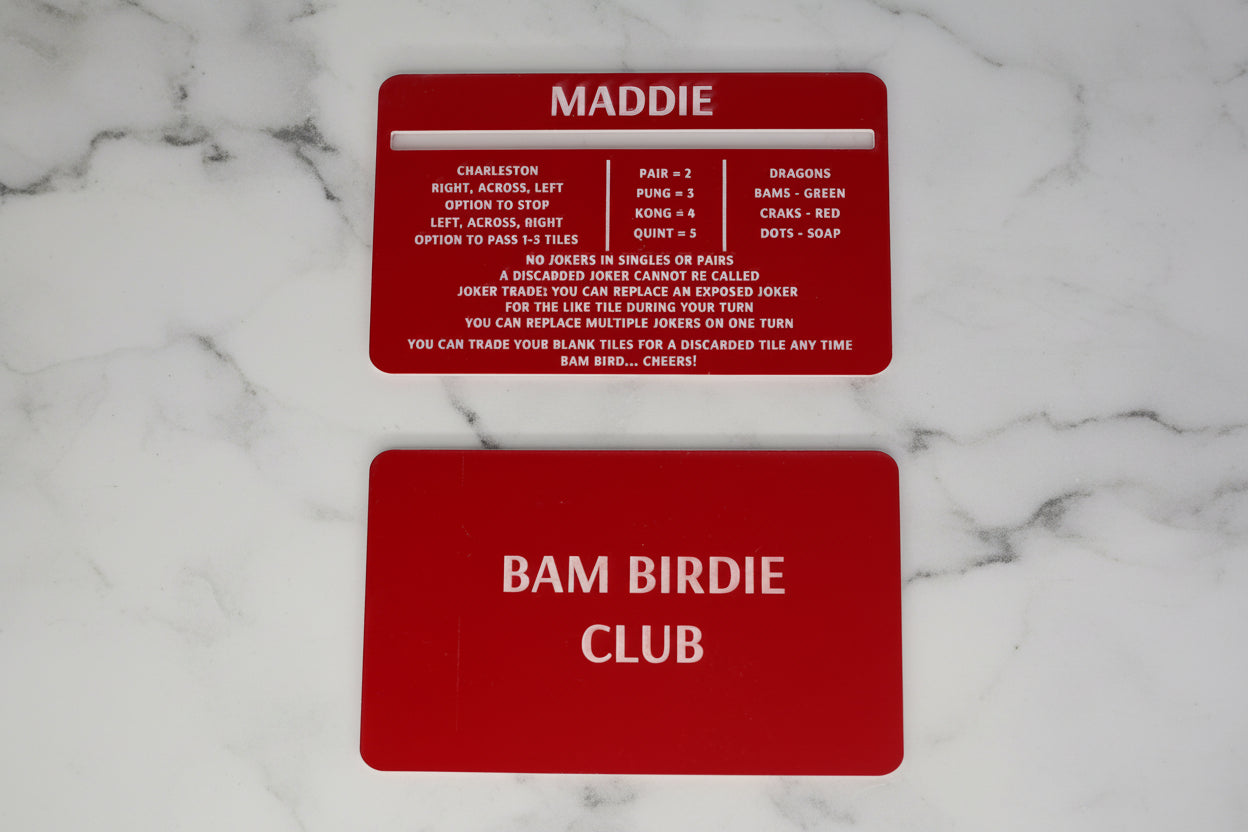 MADDIE
CHARLESTON
RIGHT, ACROSS, LEFT
OPTION TO STOP
LEFT, ACROSS, RIGHT
OPTION TO PASS 1-3 TILES
PAIR = 2
PUNG = 3
KONG = 4
QUINT = 5
DRAGONS
BAMS - GREEN
CRAKS - RED
DOTS - SOAP
NO JOKERS IN SINGLES OR PAIRS
A DISCADDED JOKER CANNOT RE CALLED
JOKER TRADE: YOU CAN REPLACE AN EXPOSED JOKER
FOR THE LIKE TILE DURING YOUR TURN
YOU CAN REPLACE MULTIPLE JOKERS ON ONE TURN
YOU CAN TRADE YOUR BLANK TILES FOR A DISCARDED TILE ANY TIME
BAM BIRD... CHEERS!
BAM BIRDIE
CLUB